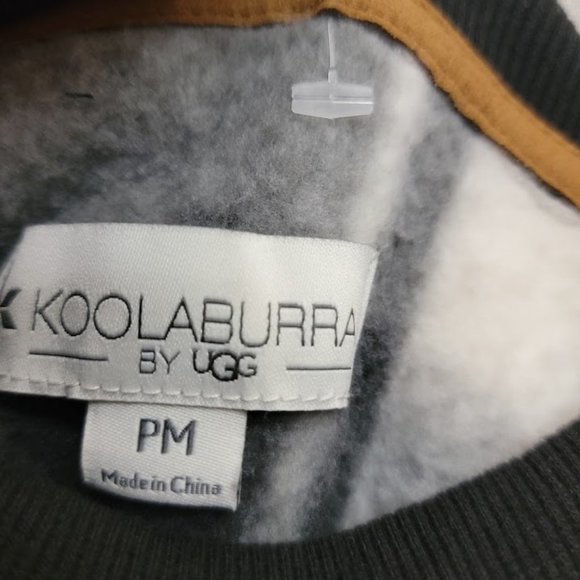 K KOOLABURRA
BY UGG
PM
Made in China